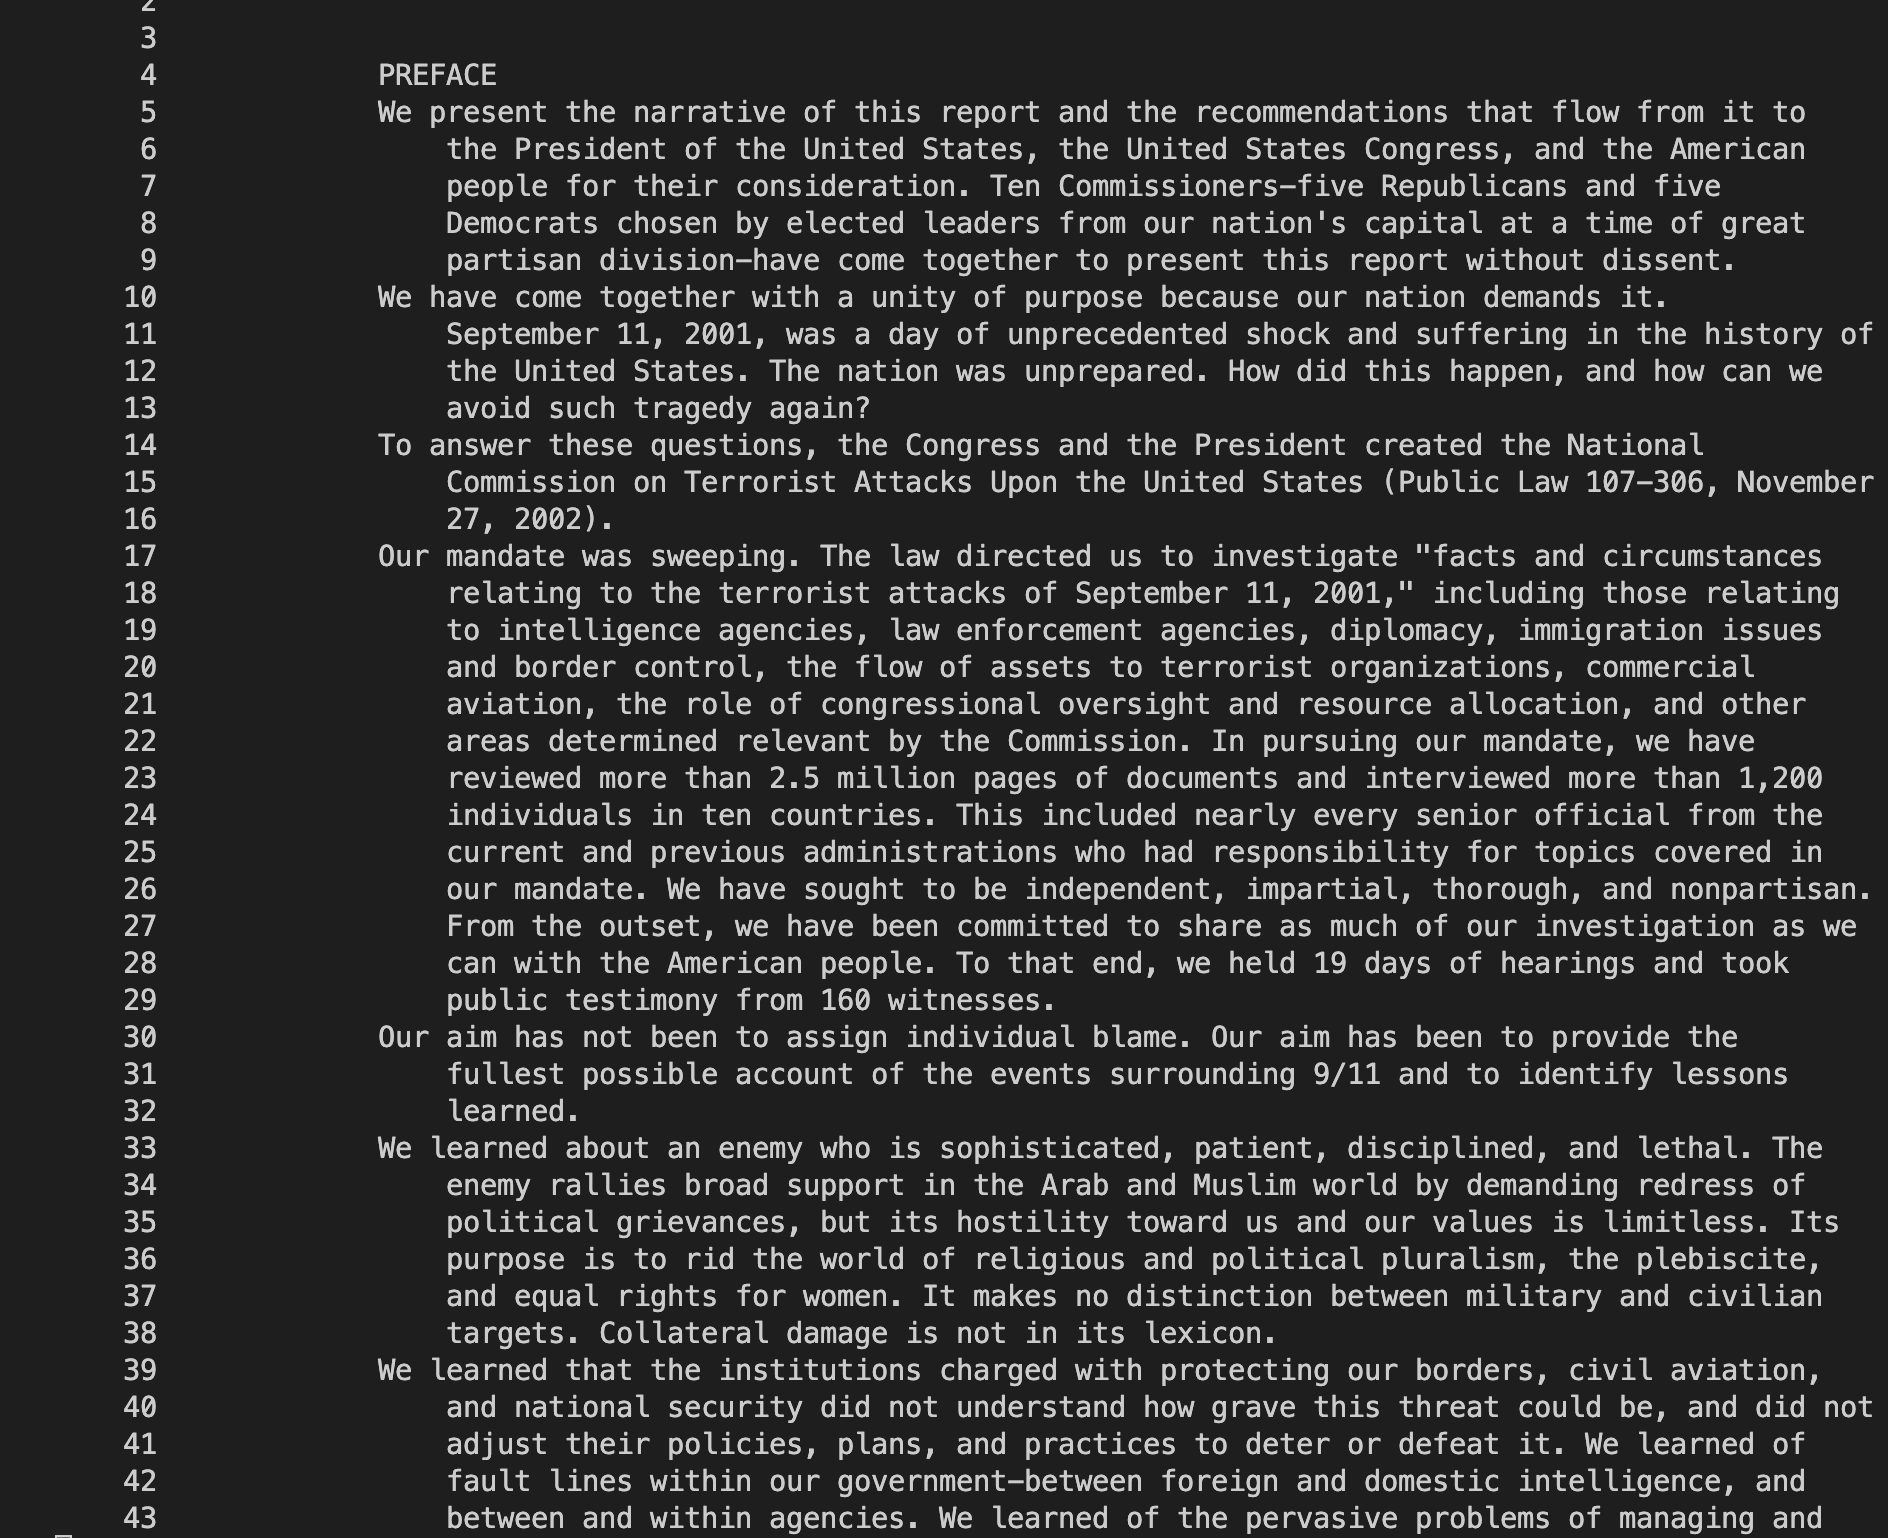 2
3
4 PREFACE
5 We present the narrative of this report and the recommendations that flow from it to
6 the President of the United States, the United States Congress, and the American
7 people for their consideration. Ten Commissioners-five Republicans and five
8 Democrats chosen by elected leaders from our nation's capital at a time of great
9 partisan division-have come together to present this report without dissent.
10 We have come together with a unity of purpose because our nation demands it.
11 September 11, 2001, was a day of unprecedented shock and suffering in the history of
12 the United States. The nation was unprepared. How did this happen, and how can we
13 avoid such tragedy again?
14 To answer these questions, the Congress and the President created the National
15 Commission on Terrorist Attacks Upon the United States (Public Law 107-306, November
16 27, 2002).
17 Our mandate was sweeping. The law directed us to investigate "facts and circumstances
18 relating to the terrorist attacks of September 11, 2001," including those relating
19 to intelligence agencies, law enforcement agencies, diplomacy, immigration issues
20 and border control, the flow of assets to terrorist organizations, commercial
21 aviation, the role of congressional oversight and resource allocation, and other
22 areas determined relevant by the Commission. In pursuing our mandate, we have
23 reviewed more than 2.5 million pages of documents and interviewed more than 1,200
24 individuals in ten countries. This included nearly every senior official from the
25 current and previous administrations who had responsibility for topics covered in
26 our mandate. We have sought to be independent, impartial, thorough, and nonpartisan.
27 From the outset, we have been committed to share as much of our investigation as we
28 can with the American people. To that end, we held 19 days of hearings and took
29 public testimony from 160 witnesses.
30 Our aim has not been to assign individual blame. Our aim has been to provide the
31 fullest possible account of the events surrounding 9/11 and to identify lessons
32 learned.
33 We learned about an enemy who is sophisticated, patient, disciplined, and lethal. The
34 enemy rallies broad support in the Arab and Muslim world by demanding redress of
35 political grievances, but its hostility toward us and our values is limitless. Its
36 purpose is to rid the world of religious and political pluralism, the plebiscite,
37 and equal rights for women. It makes no distinction between military and civilian
38 targets. Collateral damage is not in its lexicon.
39 We learned that the institutions charged with protecting our borders, civil aviation,
40 and national security did not understand how grave this threat could be, and did not
41 adjust their policies, plans, and practices to deter or defeat it. We learned of
42 fault lines within our government-between foreign and domestic intelligence, and
43 between and within agencies. We learned of the pervasive problems of managing and